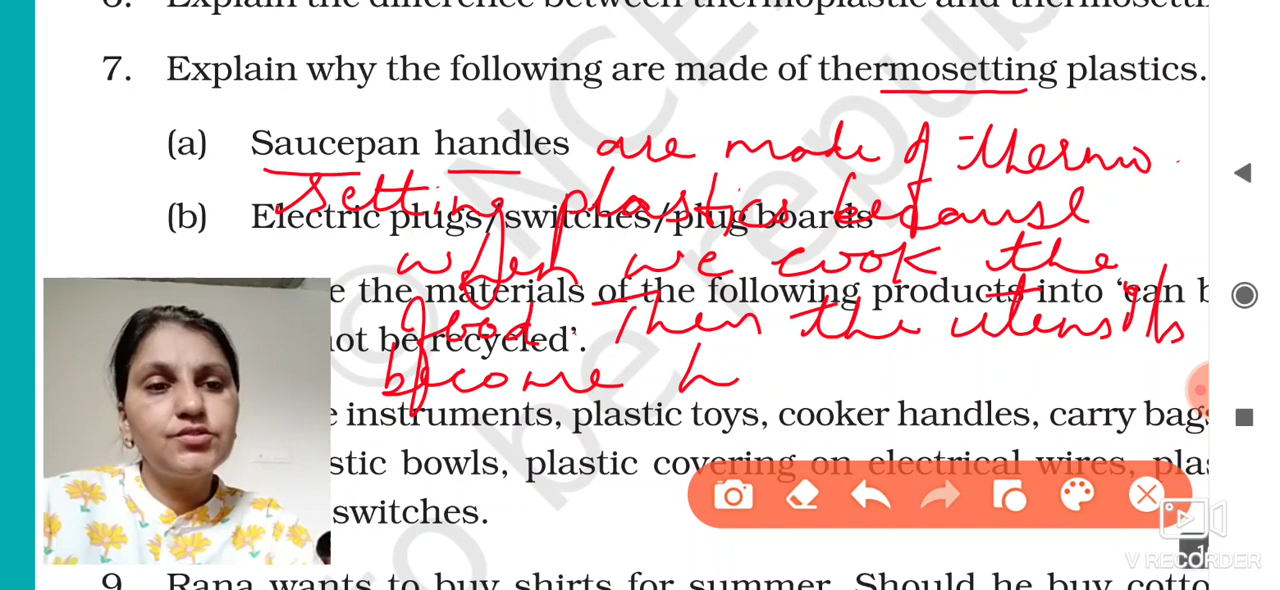 7. Explain why the following are made of thermosetting plastics.
(a) Saucepan handles are made of thermo
setting plastics because
(b) Electric plugs/switches/plug boards
when we cook the
e the materials of the following products into ‘can b
food then the utensils
not be recycled’.
become h
e instruments, plastic toys, cooker handles, carry bags
stic bowls, plastic covering on electrical wires, plas
switches.
V RECORDER
9. Rana wants to buy shirts for summer. Should he buy cotto